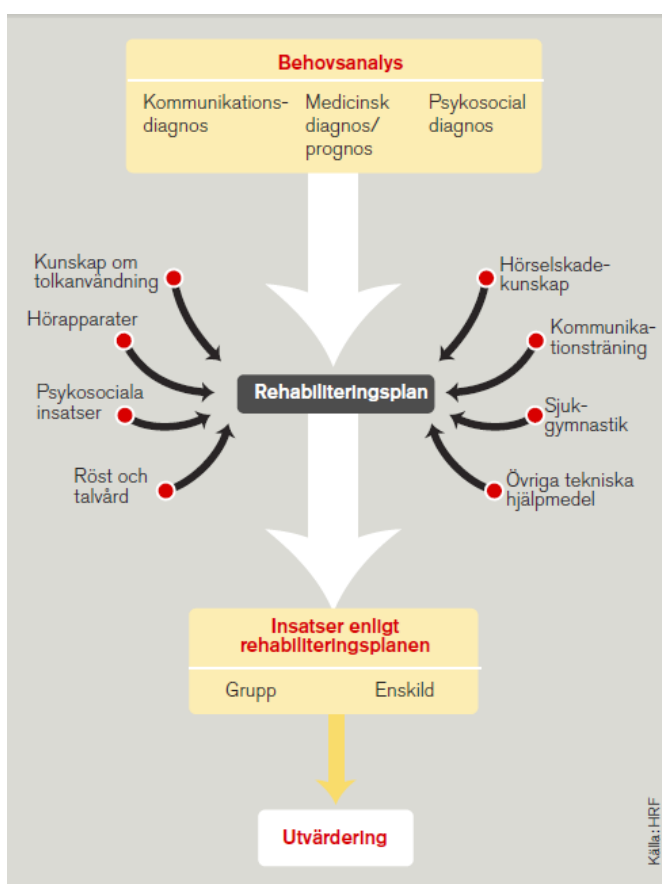 Behovsanalys
Kommunikations-
diagnos
Medicinsk
diagnos/
prognos
Psykosocial
diagnos
Kunskap om
tolkanvändning
Hörapparater
Psykosociala
insatser
Röst och
talvård
Rehabiliteringsplan
Hörselskade-
kunskap
Kommunika-
tionsträning
Sjuk-
gymnastik
Övriga tekniska
hjälpmedel
Insatser enligt
rehabiliteringsplanen
Grupp
Enskild
Utvärdering
Källa: HRF